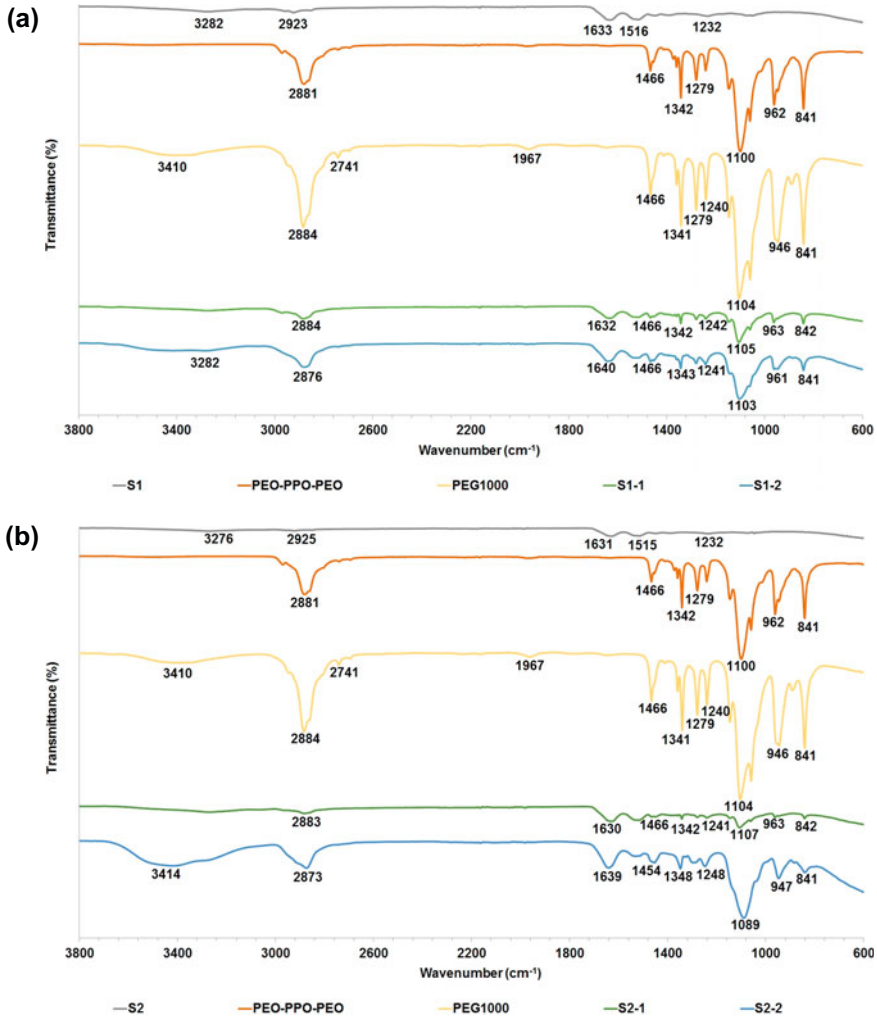 (a)
Transmittance (%)
3282 2923 1633 1516 1232
2881 1466 1342 1279 1100 962 841
3410 2884 2741 1967 1466 1341 1279 1240 1104 946 841
2884 1632 1466 1342 1242 1105 963 842
3282 2876 1640 1466 1343 1241 1103 961 841
3800 3400 3000 2600 2200 1800 1400 1000 600
Wavenumber (cm⁻¹)
S1 PEO-PPO-PEO PEG1000 S1-1 S1-2
(b)
Transmittance (%)
3276 2925 1631 1515 1232
2881 1466 1342 1279 1100 962 841
3410 2884 2741 1967 1466 1341 1279 1240 1104 946 841
2883 1630 1466 1342 1241 1107 963 842
3414 2873 1639 1454 1348 1248 1089 947 841
3800 3400 3000 2600 2200 1800 1400 1000 600
Wavenumber (cm⁻¹)
S2 PEO-PPO-PEO PEG1000 S2-1 S2-2